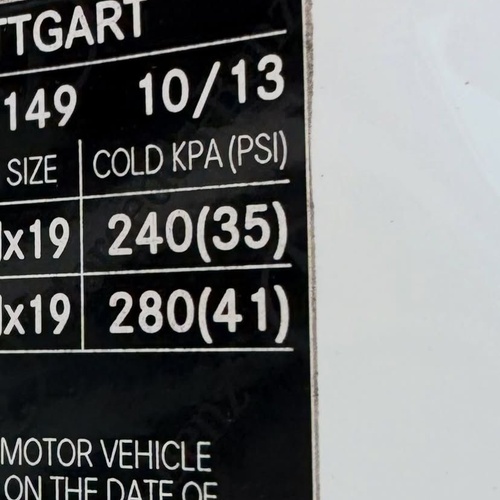 TTGART
149 10/13
SIZE COLD KPA (PSI)
x19 240(35)
x19 280(41)
MOTOR VEHICLE
ON THE DATE OF